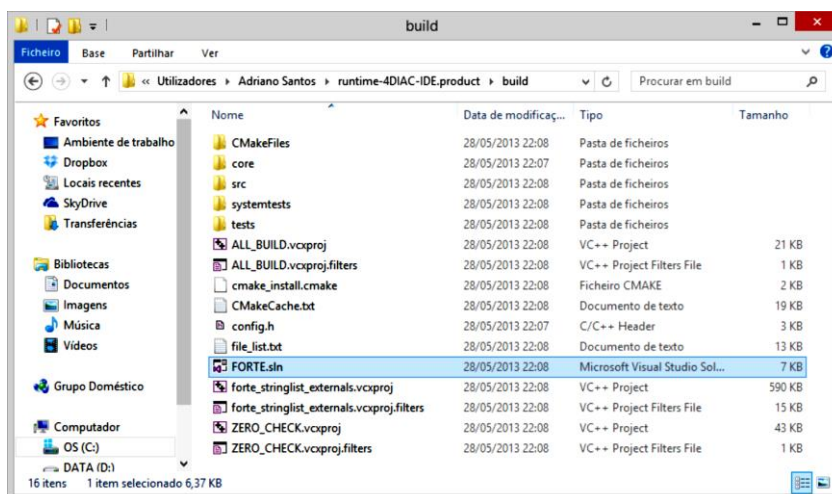 build
Ficheiro Base Partilhar Ver
« Utilizadores ▸ Adriano Santos ▸ runtime-4DIAC-IDE.product ▸ build
Procurar em build
Favoritos
Ambiente de trabalho
Dropbox
Locais recentes
SkyDrive
Transferências
Bibliotecas
Documentos
Imagens
Música
Vídeos
Grupo Doméstico
Computador
OS (C:)
DATA (D:)
Nome Data de modificaç... Tipo Tamanho
CMakeFiles 28/05/2013 22:08 Pasta de ficheiros
core 28/05/2013 22:07 Pasta de ficheiros
src 28/05/2013 22:08 Pasta de ficheiros
systemtests 28/05/2013 22:08 Pasta de ficheiros
tests 28/05/2013 22:08 Pasta de ficheiros
ALL_BUILD.vcxproj 28/05/2013 22:08 VC++ Project 21 KB
ALL_BUILD.vcxproj.filters 28/05/2013 22:08 VC++ Project Filters File 1 KB
cmake_install.cmake 28/05/2013 22:08 Ficheiro CMAKE 2 KB
CMakeCache.txt 28/05/2013 22:08 Documento de texto 19 KB
config.h 28/05/2013 22:07 C/C++ Header 3 KB
file_list.txt 28/05/2013 22:08 Documento de texto 13 KB
FORTE.sln 28/05/2013 22:08 Microsoft Visual Studio Sol... 7 KB
forte_stringlist_externals.vcxproj 28/05/2013 22:08 VC++ Project 590 KB
forte_stringlist_externals.vcxproj.filters 28/05/2013 22:08 VC++ Project Filters File 15 KB
ZERO_CHECK.vcxproj 28/05/2013 22:08 VC++ Project 43 KB
ZERO_CHECK.vcxproj.filters 28/05/2013 22:08 VC++ Project Filters File 1 KB
16 itens 1 item selecionado 6,37 KB